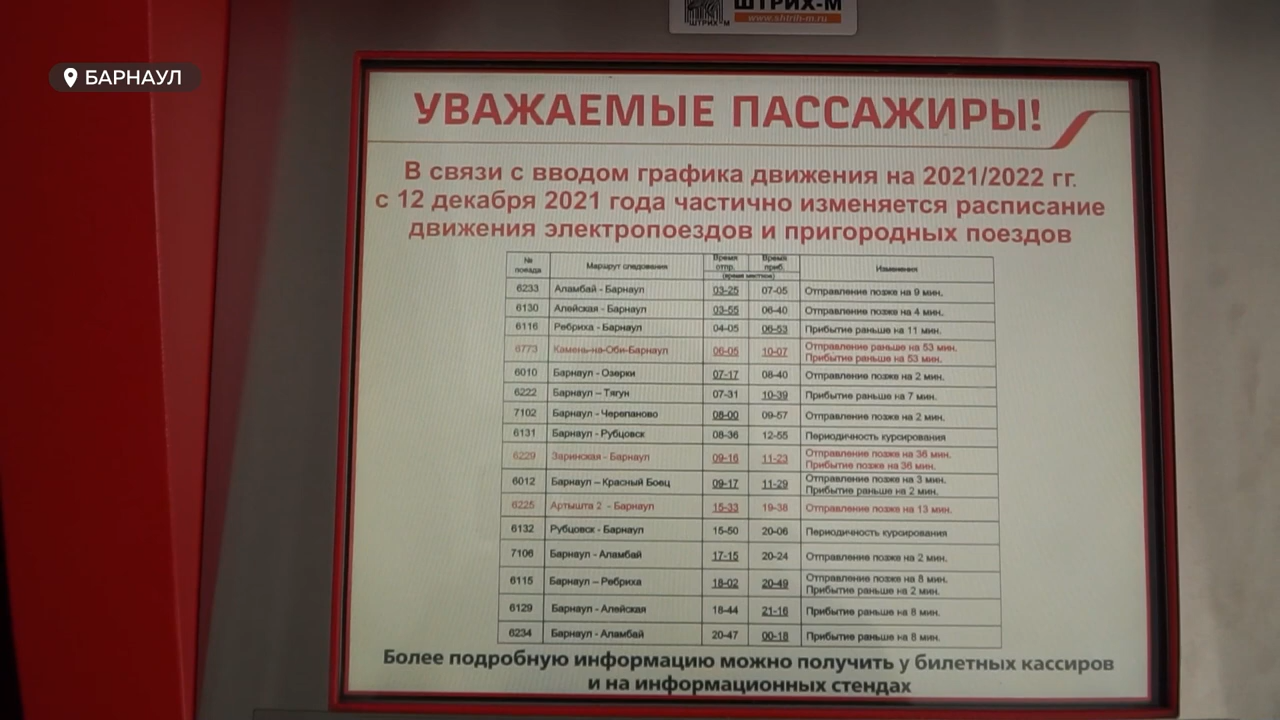 ШТРИХ-М
ШТРИХ-М
www.shtrih-m.ru
БАРНАУЛ
УВАЖАЕМЫЕ ПАССАЖИРЫ!
В связи с вводом графика движения на 2021/2022 гг.
с 12 декабря 2021 года частично изменяется расписание
движения электропоездов и пригородных поездов
№ поезда Маршрут следования Время отпр. Время приб. (время местное) Изменения
6233 Аламбай - Барнаул 03-25 07-05 Отправление позже на 9 мин.
6130 Алейская - Барнаул 03-55 06-40 Отправление позже на 4 мин.
6116 Ребриха - Барнаул 04-05 06-53 Прибытие раньше на 11 мин.
6773 Камень-на-Оби-Барнаул 06-05 10-07 Отправление раньше на 53 мин.
Прибытие раньше на 53 мин.
6010 Барнаул - Озерки 07-17 08-40 Отправление позже на 2 мин.
6222 Барнаул – Тягун 07-31 10-39 Прибытие раньше на 7 мин.
7102 Барнаул - Черепаново 08-00 09-57 Отправление позже на 2 мин.
6131 Барнаул - Рубцовск 08-36 12-55 Периодичность курсирования
6229 Заринская - Барнаул 09-16 11-23 Отправление позже на 36 мин.
Прибытие позже на 36 мин.
6012 Барнаул – Красный Боец 09-17 11-29 Отправление позже на 3 мин.
Прибытие раньше на 2 мин.
6225 Артышта 2 - Барнаул 15-33 19-38 Отправление позже на 13 мин.
6132 Рубцовск - Барнаул 15-50 20-06 Периодичность курсирования
7106 Барнаул - Аламбай 17-15 20-24 Отправление позже на 2 мин.
6115 Барнаул – Ребриха 18-02 20-49 Отправление позже на 8 мин.
Прибытие раньше на 2 мин.
6129 Барнаул - Алейская 18-44 21-16 Прибытие раньше на 8 мин.
6234 Барнаул - Аламбай 20-47 00-18 Прибытие раньше на 8 мин.
Более подробную информацию можно получить у билетных кассиров
и на информационных стендах